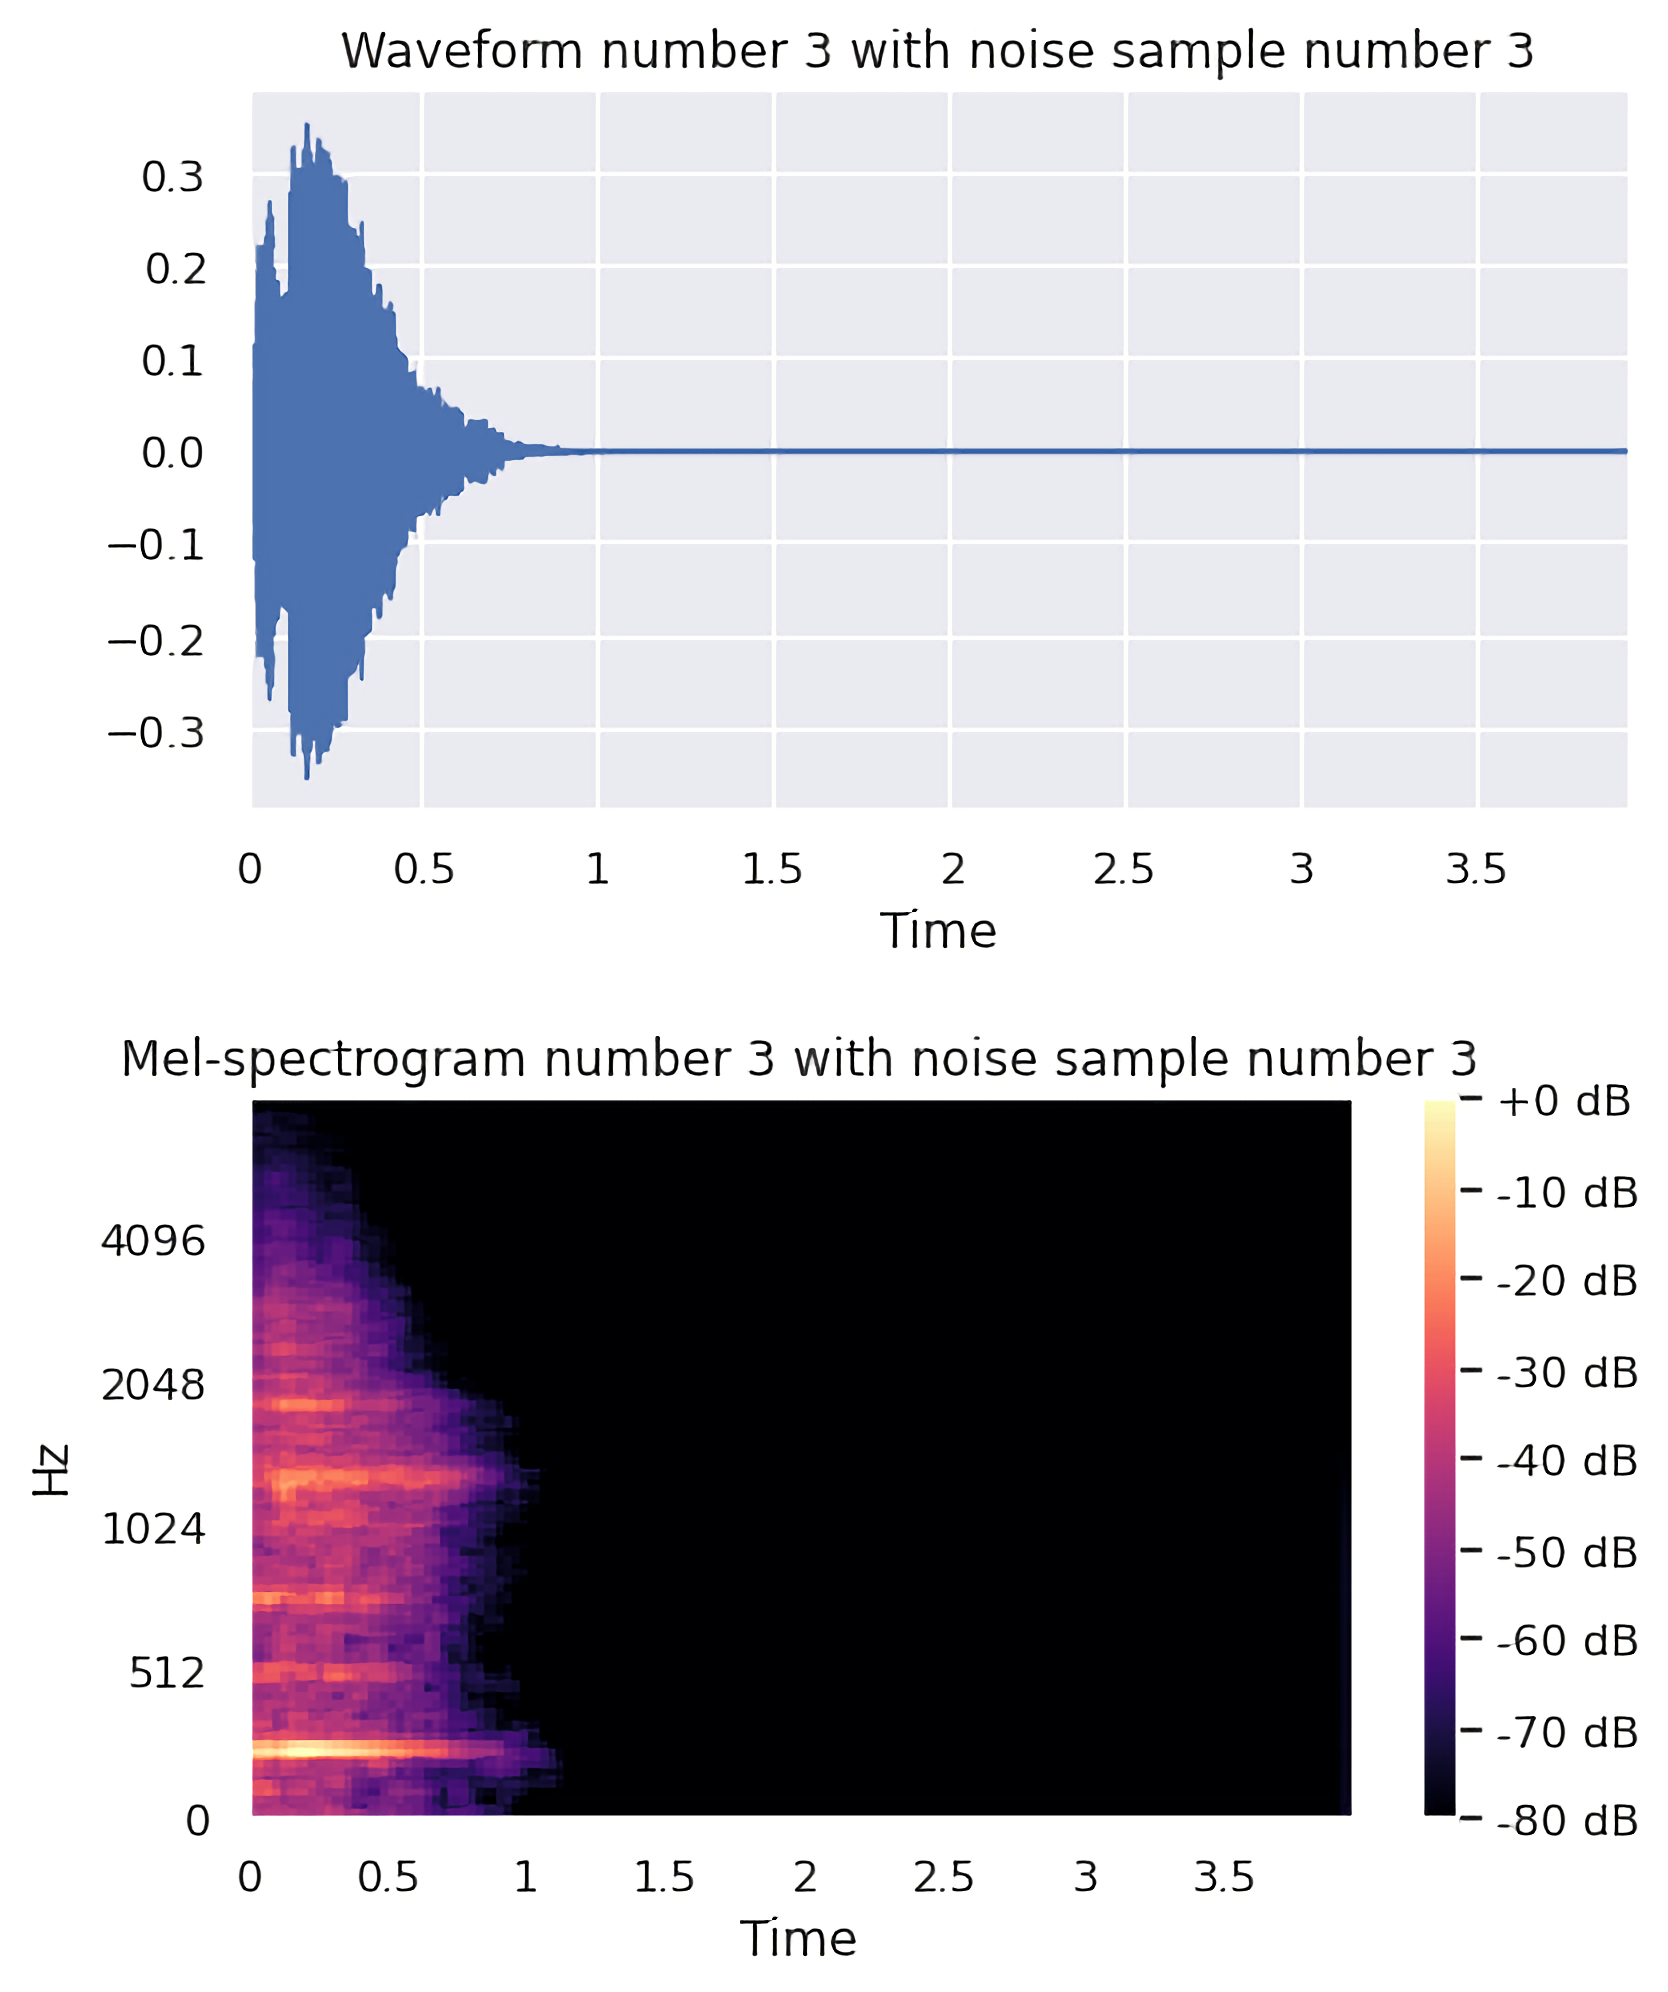 Waveform number 3 with noise sample number 3
0.3
0.2
0.1
0.0
−0.1
−0.2
−0.3
0 0.5 1 1.5 2 2.5 3 3.5
Time
Mel-spectrogram number 3 with noise sample number 3
Hz
4096
2048
1024
512
0
0 0.5 1 1.5 2 2.5 3 3.5
Time
+0 dB
-10 dB
-20 dB
-30 dB
-40 dB
-50 dB
-60 dB
-70 dB
-80 dB